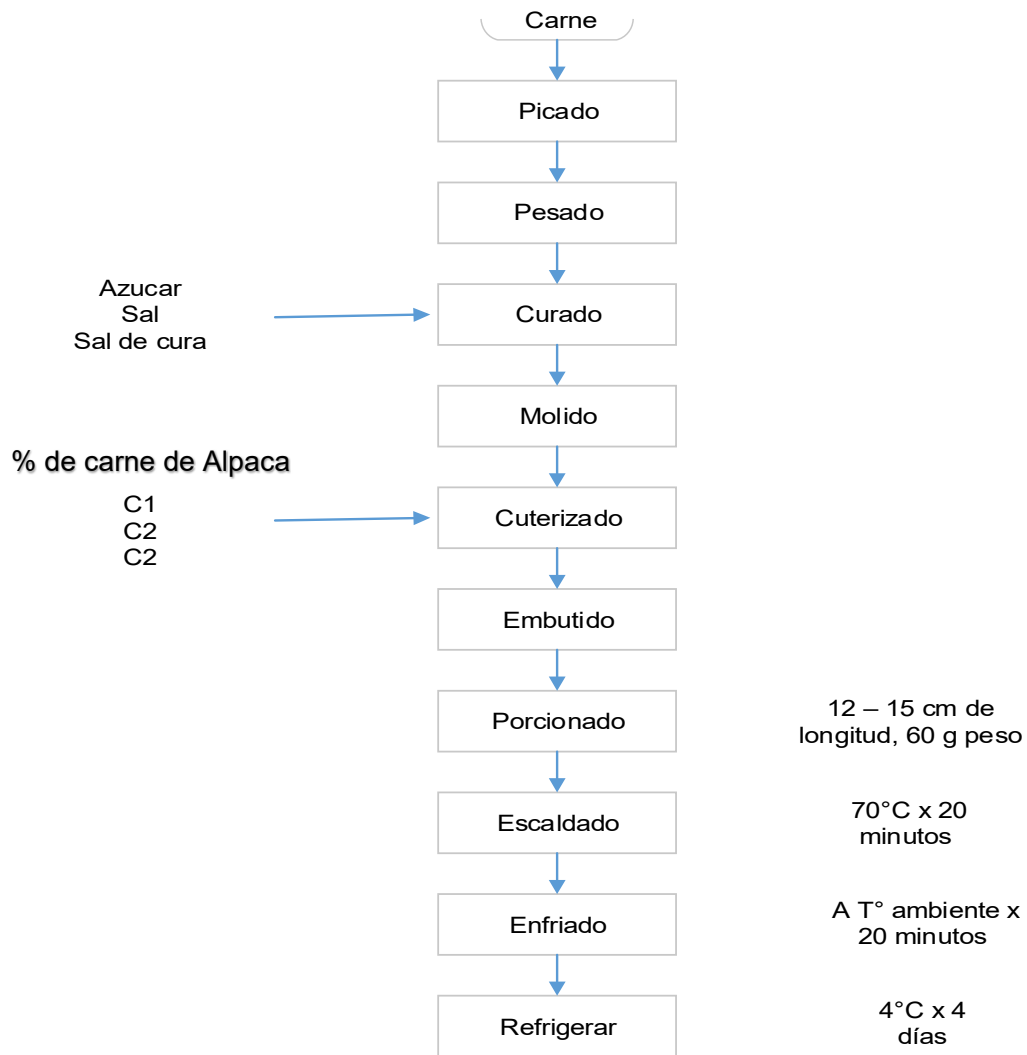 Carne
Picado
Pesado
Azucar
Sal
Sal de cura
Curado
Molido
% de carne de Alpaca
C1
C2
C2
Cuterizado
Embutido
Porcionado
12 – 15 cm de
longitud, 60 g peso
Escaldado
70°C x 20
minutos
Enfriado
A T° ambiente x
20 minutos
Refrigerar
4°C x 4
días